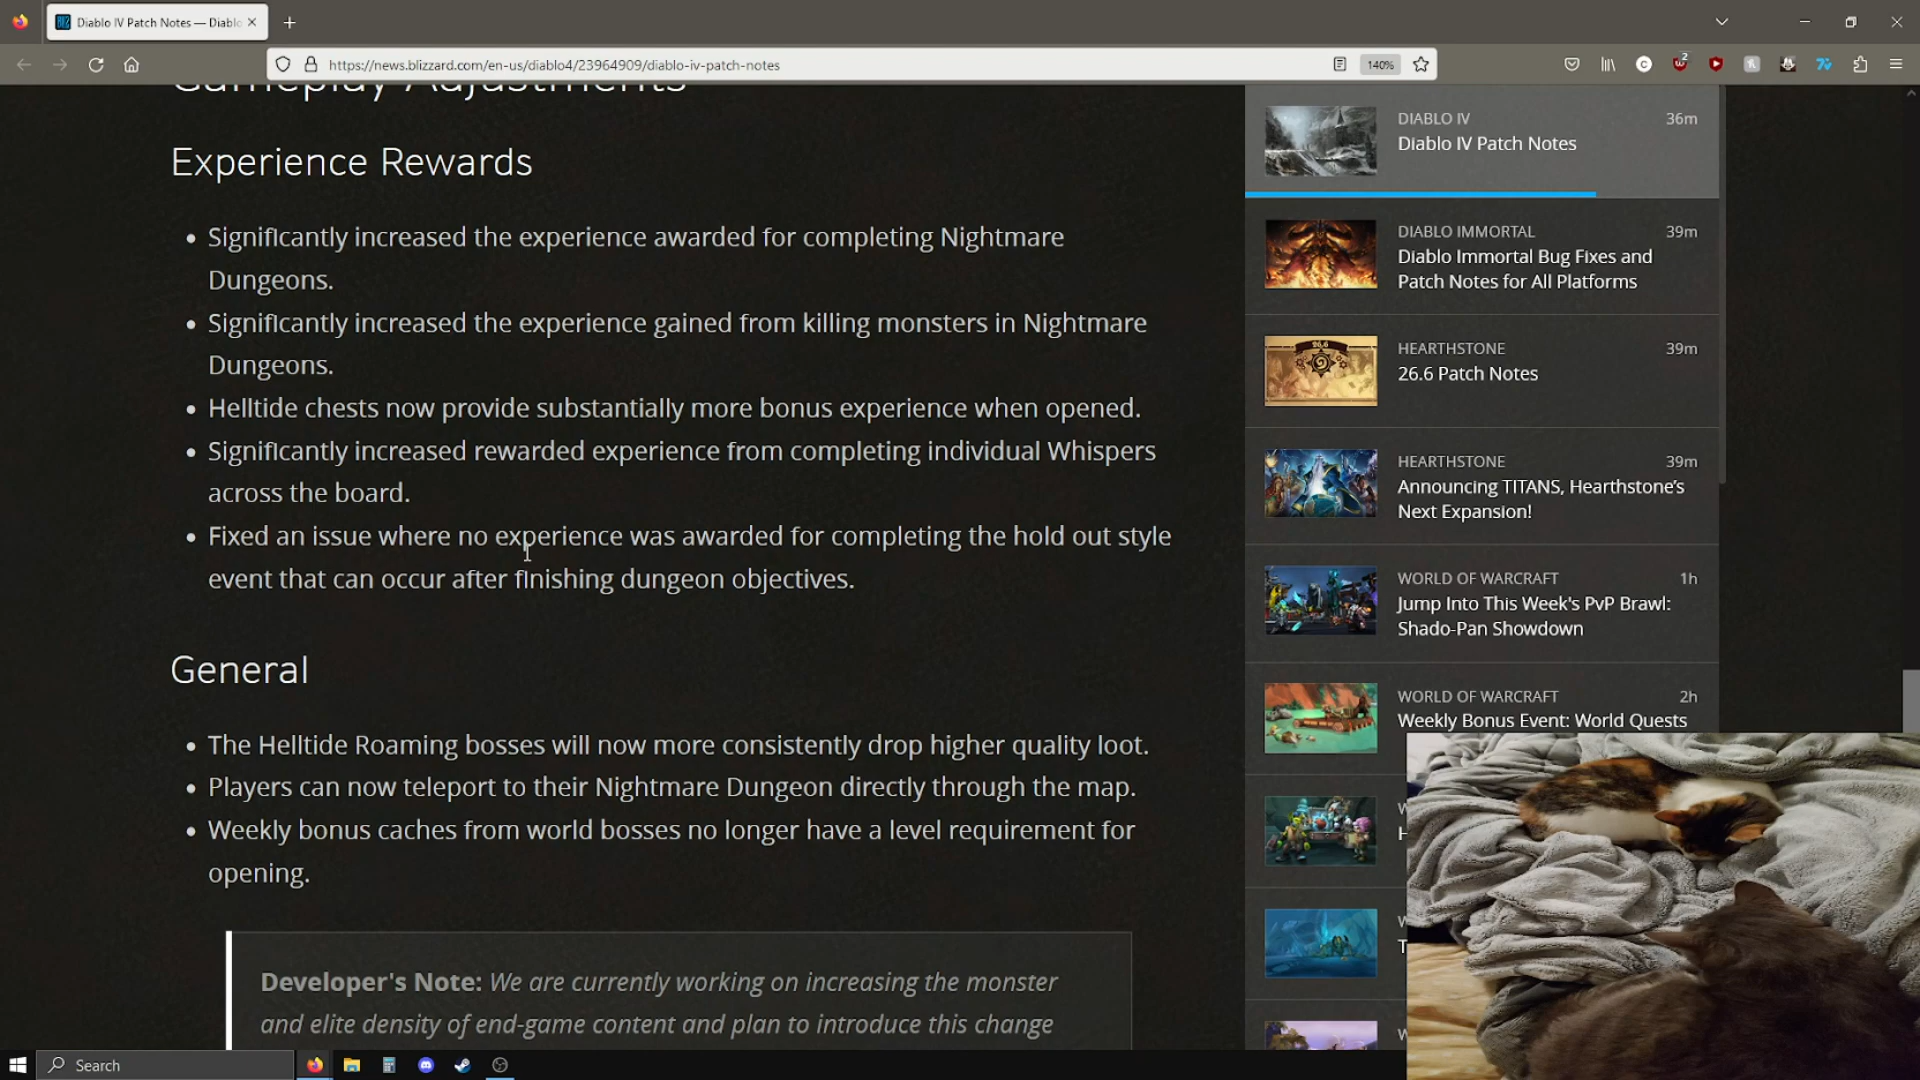 Diablo IV Patch Notes — Diablo
https://news.blizzard.com/en-us/diablo4/23964909/diablo-iv-patch-notes
140%
2
Gameplay Adjustments
Experience Rewards
Significantly increased the experience awarded for completing Nightmare
Dungeons.
Significantly increased the experience gained from killing monsters in Nightmare
Dungeons.
Helltide chests now provide substantially more bonus experience when opened.
Significantly increased rewarded experience from completing individual Whispers
across the board.
Fixed an issue where no experience was awarded for completing the hold out style
event that can occur after finishing dungeon objectives.
General
The Helltide Roaming bosses will now more consistently drop higher quality loot.
Players can now teleport to their Nightmare Dungeon directly through the map.
Weekly bonus caches from world bosses no longer have a level requirement for
opening.
Developer's Note: We are currently working on increasing the monster
and elite density of end-game content and plan to introduce this change
DIABLO IV 36m
Diablo IV Patch Notes
DIABLO IMMORTAL 39m
Diablo Immortal Bug Fixes and
Patch Notes for All Platforms
HEARTHSTONE 39m
26.6 Patch Notes
HEARTHSTONE 39m
Announcing TITANS, Hearthstone’s
Next Expansion!
WORLD OF WARCRAFT 1h
Jump Into This Week's PvP Brawl:
Shado-Pan Showdown
WORLD OF WARCRAFT 2h
Weekly Bonus Event: World Quests
Search